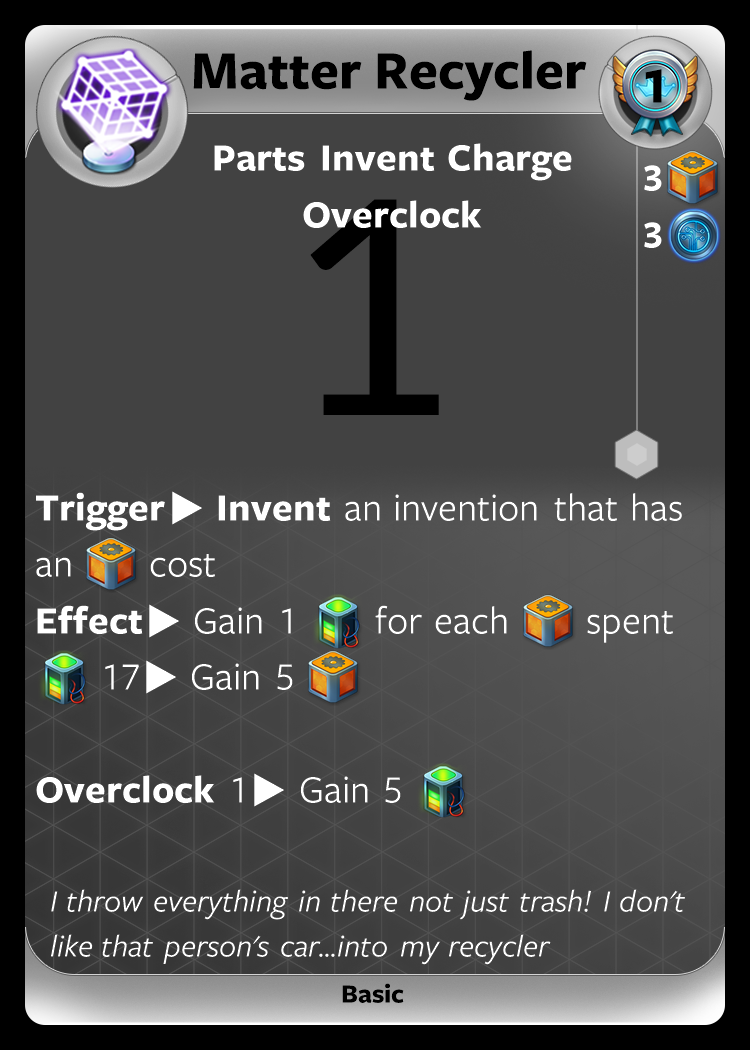 Matter Recycler
1
Parts Invent Charge
Overclock
3
3
1
Trigger▶ Invent an invention that has
an cost
Effect▶ Gain 1 for each spent
17▶ Gain 5
Overclock 1▶ Gain 5
I throw everything in there not just trash! I don't
like that person's car...into my recycler
Basic